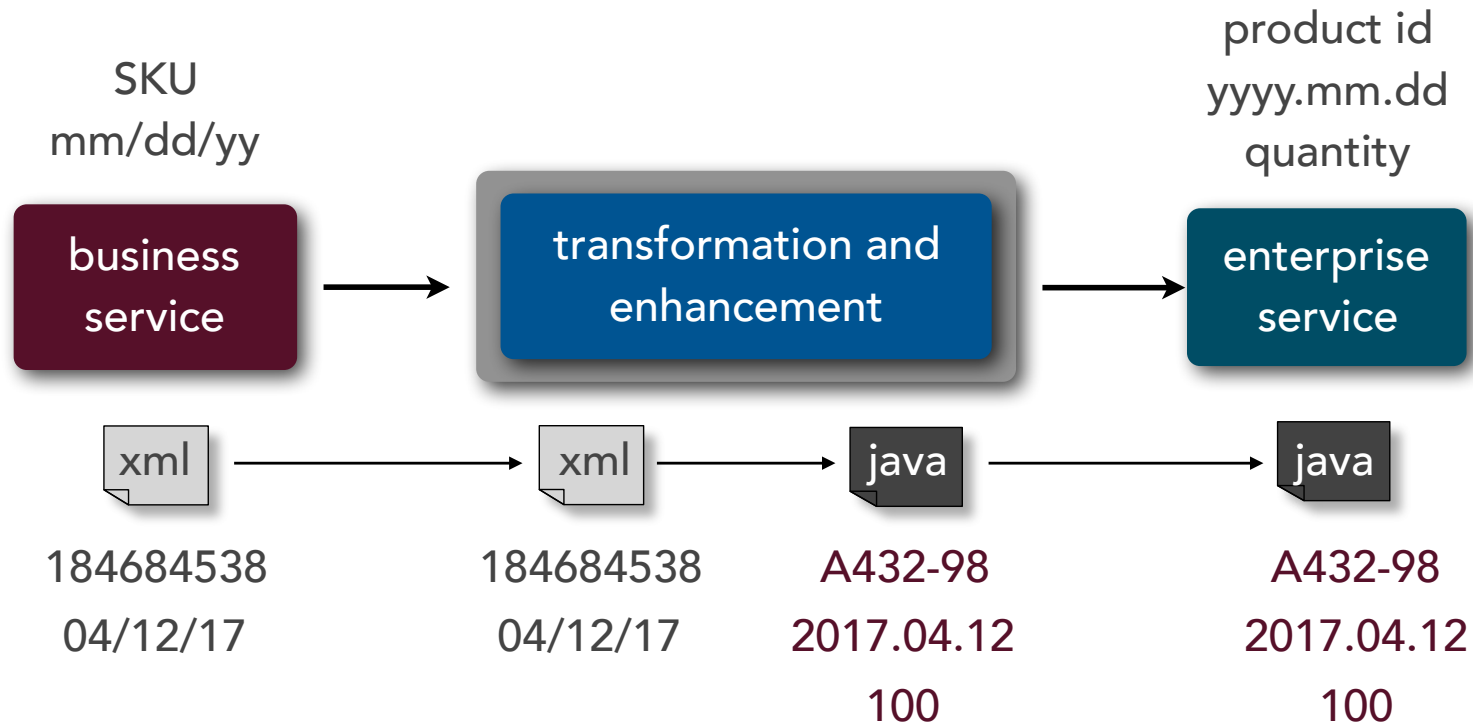 SKU
mm/dd/yy
product id
yyyy.mm.dd
quantity
business
service
transformation and
enhancement
enterprise
service
xml
xml
java
java
184684538
04/12/17
184684538
04/12/17
A432-98
2017.04.12
100
A432-98
2017.04.12
100